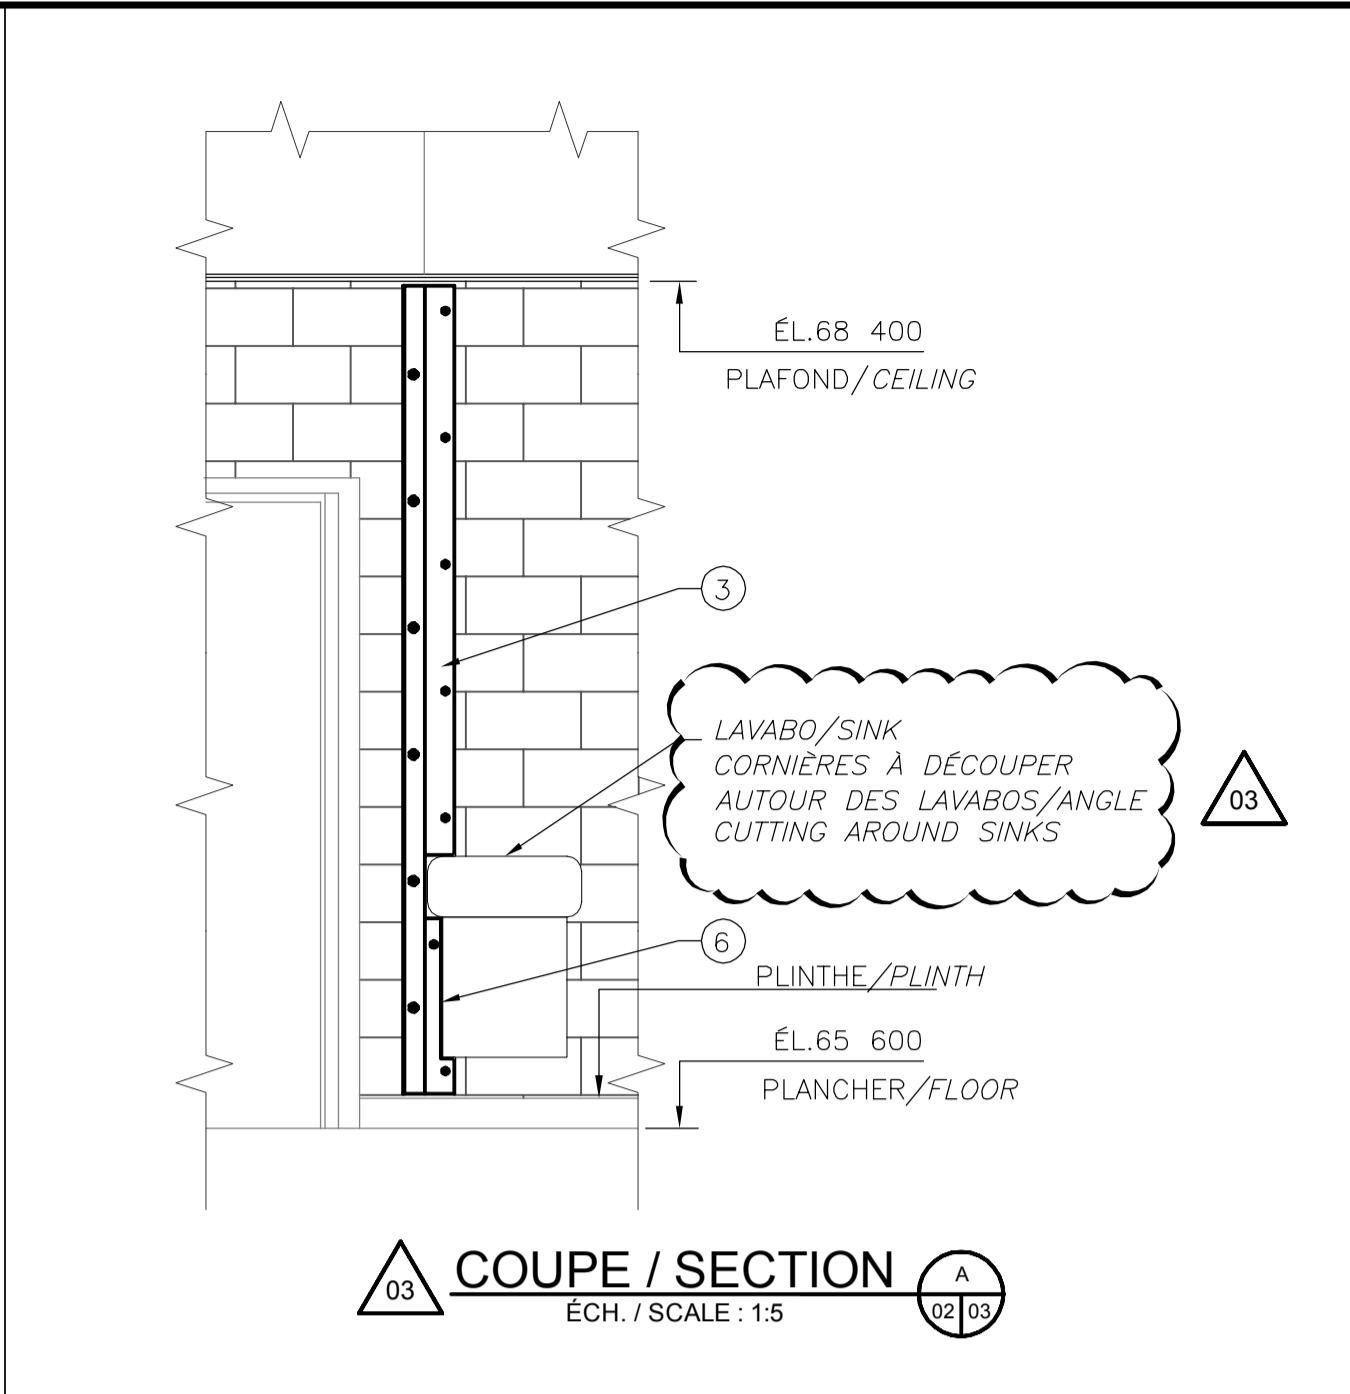 ÉL.68 400
PLAFOND/CEILING
3
LAVABO/SINK
CORNIÈRES À DÉCOUPER
AUTOUR DES LAVABOS/ANGLE
CUTTING AROUND SINKS
03
6
PLINTHE/PLINTH
ÉL.65 600
PLANCHER/FLOOR
03
COUPE / SECTION
ÉCH. / SCALE : 1:5
A
02 03